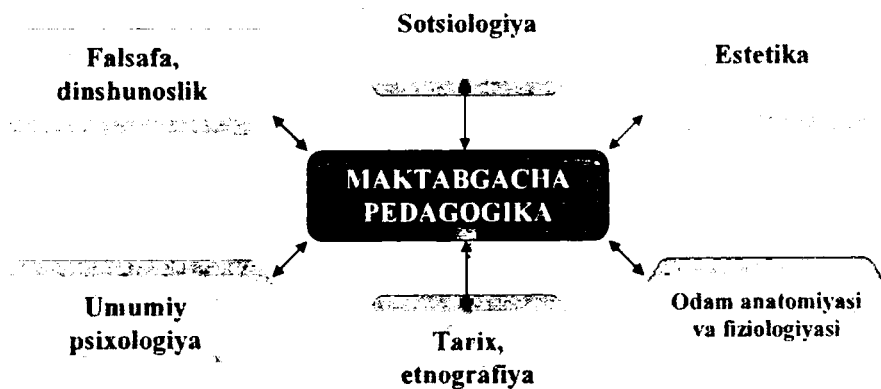 Sotsiologiya
Falsafa,
dinshunoslik
Estetika
MAKTABGACHA
PEDAGOGIKA
Umumiy
psixologiya
Tarix,
etnografiya
Odam anatomiyasi
va fiziologiyasi